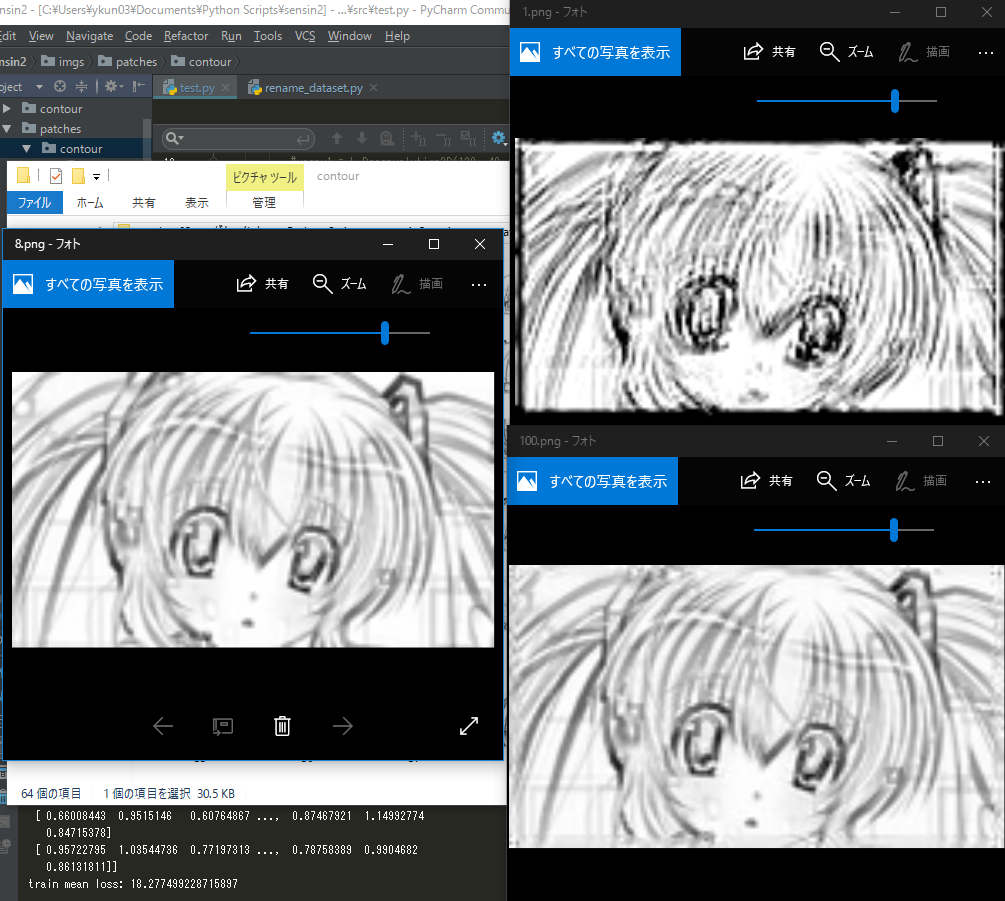 nsin2 - [C:¥Users¥ykun03¥Documents¥Python Scripts¥sensin2] - ...¥src¥test.py - PyCharm Commu
Edit View Navigate Code Refactor Run Tools VCS Window Help
nsin2 imgs patches contour
oject
test.py rename_dataset.py
contour
patches
contour
ピクチャ ツール contour
ファイル ホーム 共有 表示 管理
8.png - フォト
すべての写真を表示 共有 ズーム 描画 ...
64 個の項目 1 個の項目を選択 30.5 KB
[ 0.66008443 0.9515146 0.60764867 ..., 0.87467921 1.14992774
0.84715378]
[ 0.95722795 1.03544736 0.77197313 ..., 0.78758389 0.9904682
0.86131811]]
train mean loss: 18.277499228715897
1.png - フォト
すべての写真を表示 共有 ズーム 描画 ...
100.png - フォト
すべての写真を表示 共有 ズーム 描画 ...